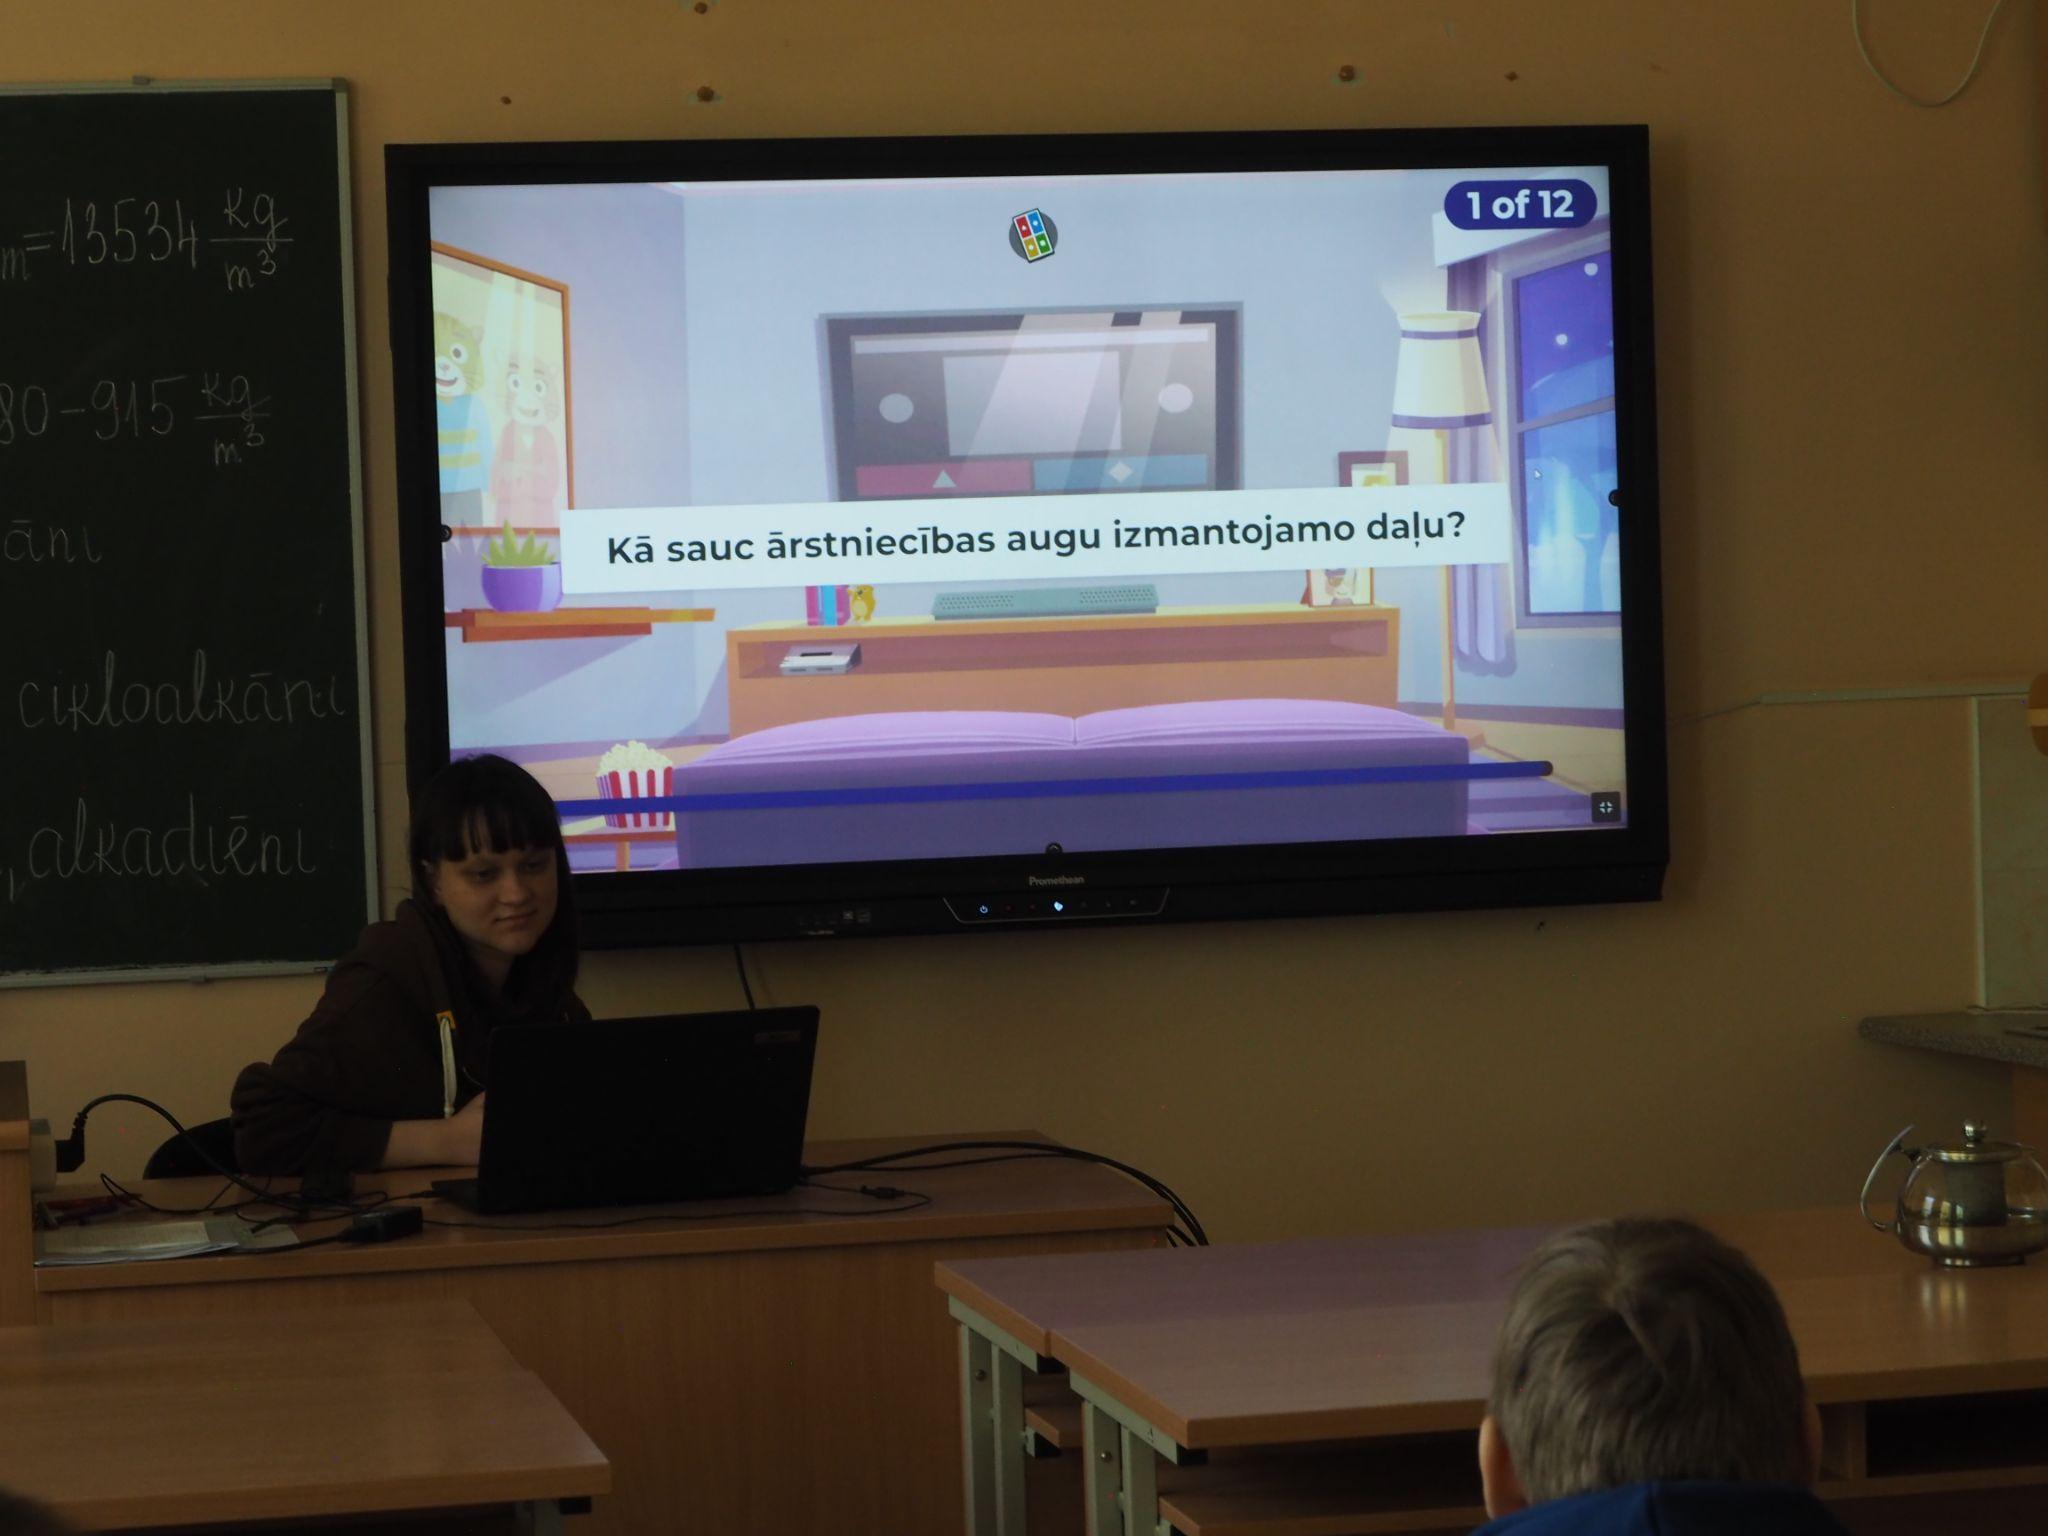 m = 13534 kg/m³
80 - 915 kg/m³
āni
cikloalkāni
, alkadiēni
1 of 12
Kā sauc ārstniecības augu izmantojamo daļu?
Promethean